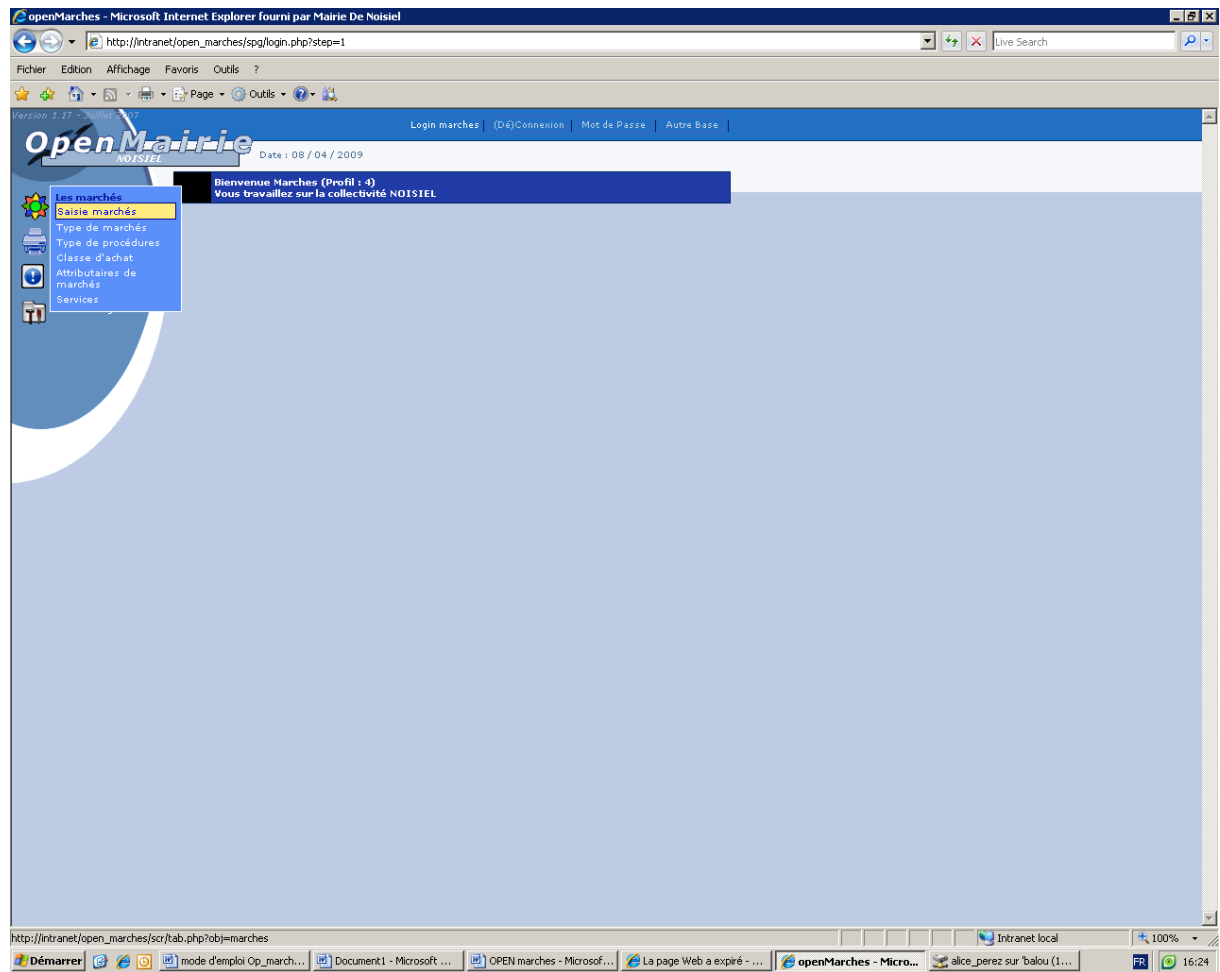 openMarches - Microsoft Internet Explorer fourni par Mairie De Noisiel
http://intranet/open_marches/spg/login.php?step=1
Live Search
Fichier Edition Affichage Favoris Outils ?
Page Outils
Version 1.17 - Juillet 2007
Login marches | (Dé)Connexion | Mot de Passe | Autre Base |
OpenMairie
NOISIEL
Date : 08 / 04 / 2009
Bienvenue Marches (Profil : 4)
Vous travaillez sur la collectivité NOISIEL
Les marchés
Saisie marchés
Type de marchés
Type de procédures
Classe d'achat
Attributaires de
marchés
Services
http://intranet/open_marches/scr/tab.php?obj=marches
Intranet local
100%
Démarrer
mode d'emploi Op_march...
Document1 - Microsoft ...
OPEN marches - Microsof...
La page Web a expiré - ...
openMarches - Micro...
alice_perez sur 'balou (1...
FR
16:24